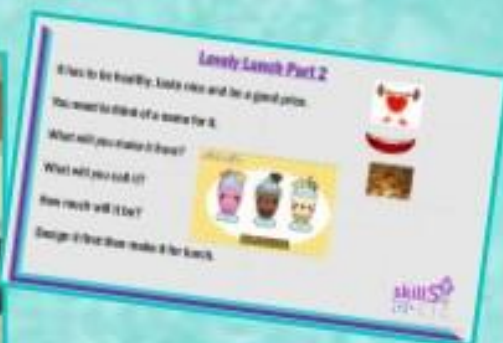 Lovely Lunch Part 2
It has to be healthy, taste nice and be a good price.
You need to think of a name for it.
What will you make it from?
What will you call it?
How much will it be?
Design it first then make it for lunch.
skillS